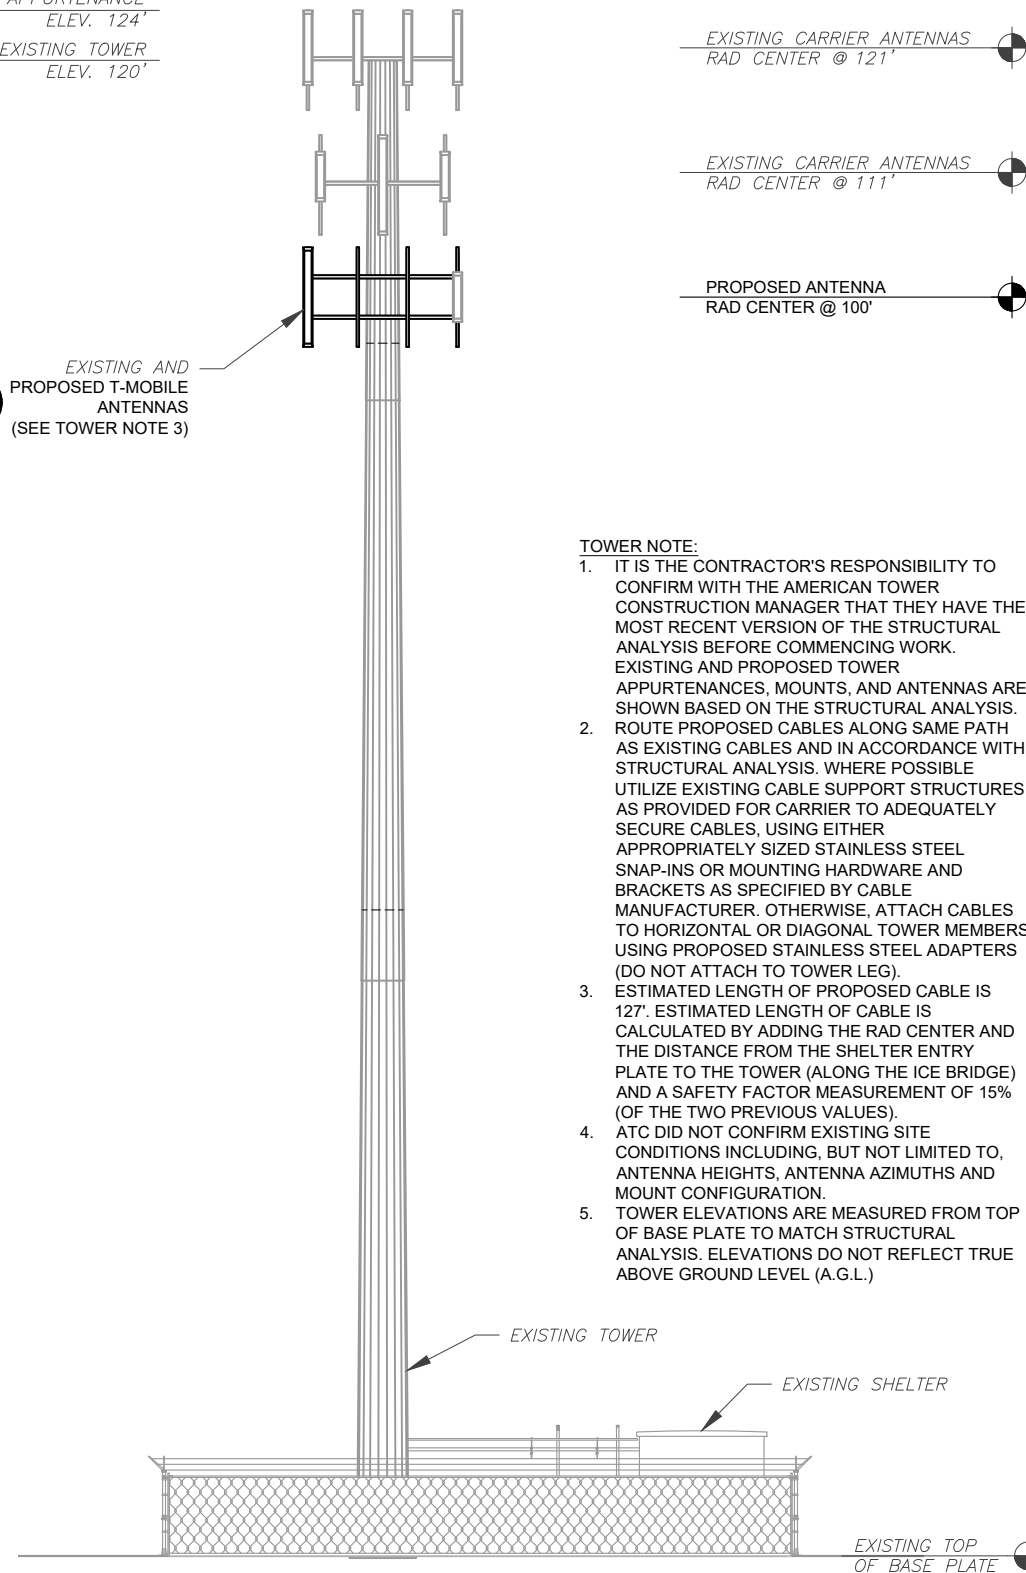 APPURTENANCE
ELEV. 124'
EXISTING TOWER
ELEV. 120'
EXISTING CARRIER ANTENNAS
RAD CENTER @ 121'
EXISTING CARRIER ANTENNAS
RAD CENTER @ 111'
PROPOSED ANTENNA
RAD CENTER @ 100'
EXISTING AND
PROPOSED T-MOBILE
ANTENNAS
(SEE TOWER NOTE 3)
TOWER NOTE:
1. IT IS THE CONTRACTOR'S RESPONSIBILITY TO
CONFIRM WITH THE AMERICAN TOWER
CONSTRUCTION MANAGER THAT THEY HAVE THE
MOST RECENT VERSION OF THE STRUCTURAL
ANALYSIS BEFORE COMMENCING WORK.
EXISTING AND PROPOSED TOWER
APPURTENANCES, MOUNTS, AND ANTENNAS ARE
SHOWN BASED ON THE STRUCTURAL ANALYSIS.
2. ROUTE PROPOSED CABLES ALONG SAME PATH
AS EXISTING CABLES AND IN ACCORDANCE WITH
STRUCTURAL ANALYSIS. WHERE POSSIBLE
UTILIZE EXISTING CABLE SUPPORT STRUCTURES
AS PROVIDED FOR CARRIER TO ADEQUATELY
SECURE CABLES, USING EITHER
APPROPRIATELY SIZED STAINLESS STEEL
SNAP-INS OR MOUNTING HARDWARE AND
BRACKETS AS SPECIFIED BY CABLE
MANUFACTURER. OTHERWISE, ATTACH CABLES
TO HORIZONTAL OR DIAGONAL TOWER MEMBERS
USING PROPOSED STAINLESS STEEL ADAPTERS
(DO NOT ATTACH TO TOWER LEG).
3. ESTIMATED LENGTH OF PROPOSED CABLE IS
127'. ESTIMATED LENGTH OF CABLE IS
CALCULATED BY ADDING THE RAD CENTER AND
THE DISTANCE FROM THE SHELTER ENTRY
PLATE TO THE TOWER (ALONG THE ICE BRIDGE)
AND A SAFETY FACTOR MEASUREMENT OF 15%
(OF THE TWO PREVIOUS VALUES).
4. ATC DID NOT CONFIRM EXISTING SITE
CONDITIONS INCLUDING, BUT NOT LIMITED TO,
ANTENNA HEIGHTS, ANTENNA AZIMUTHS AND
MOUNT CONFIGURATION.
5. TOWER ELEVATIONS ARE MEASURED FROM TOP
OF BASE PLATE TO MATCH STRUCTURAL
ANALYSIS. ELEVATIONS DO NOT REFLECT TRUE
ABOVE GROUND LEVEL (A.G.L.)
EXISTING TOWER
EXISTING SHELTER
EXISTING TOP
OF BASE PLATE